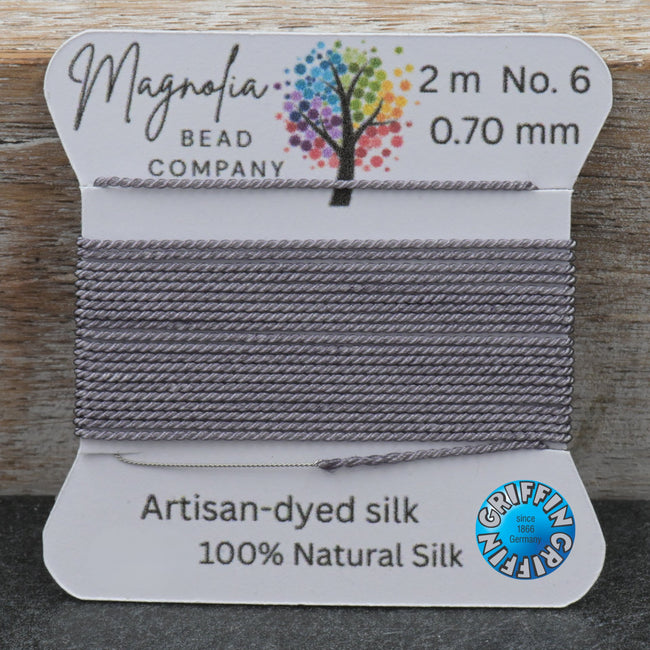 Magnolia
BEAD
COMPANY
2 m No. 6
0.70 mm
Artisan-dyed silk
100% Natural Silk
GRIFFIN GRIFFIN
since
1866
Germany